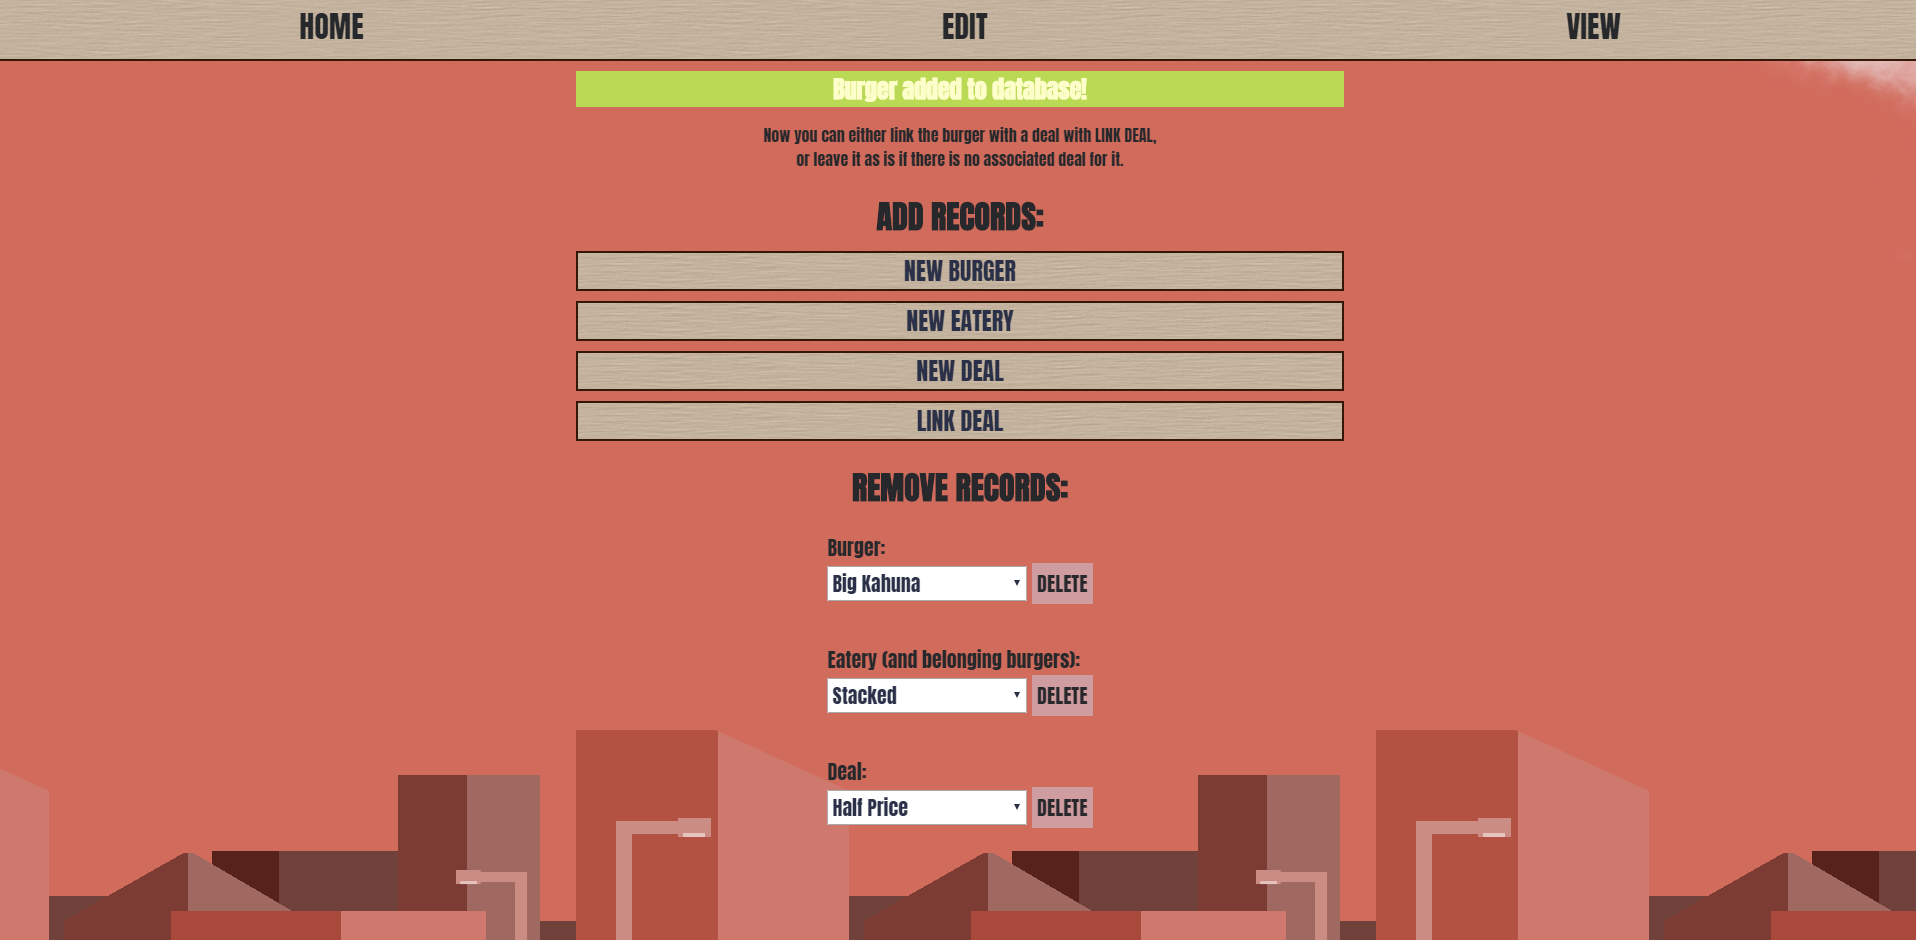 HOME EDIT VIEW
Burger added to database!
Now you can either link the burger with a deal with LINK DEAL,
or leave it as is if there is no associated deal for it.
ADD RECORDS:
NEW BURGER
NEW EATERY
NEW DEAL
LINK DEAL
REMOVE RECORDS:
Burger:
Big Kahuna DELETE
Eatery (and belonging burgers):
Stacked DELETE
Deal:
Half Price DELETE